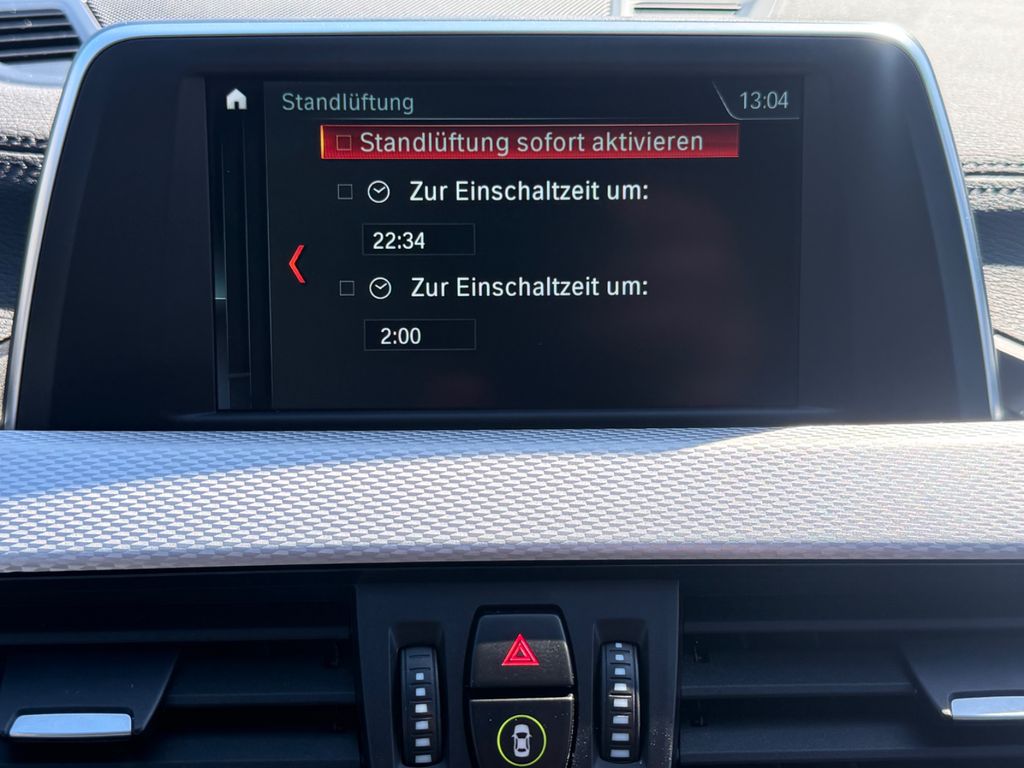 Standlüftung
13:04
Standlüftung sofort aktivieren
Zur Einschaltzeit um:
22:34
Zur Einschaltzeit um:
2:00